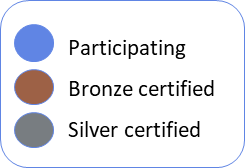 Participating
Bronze certified
Silver certified